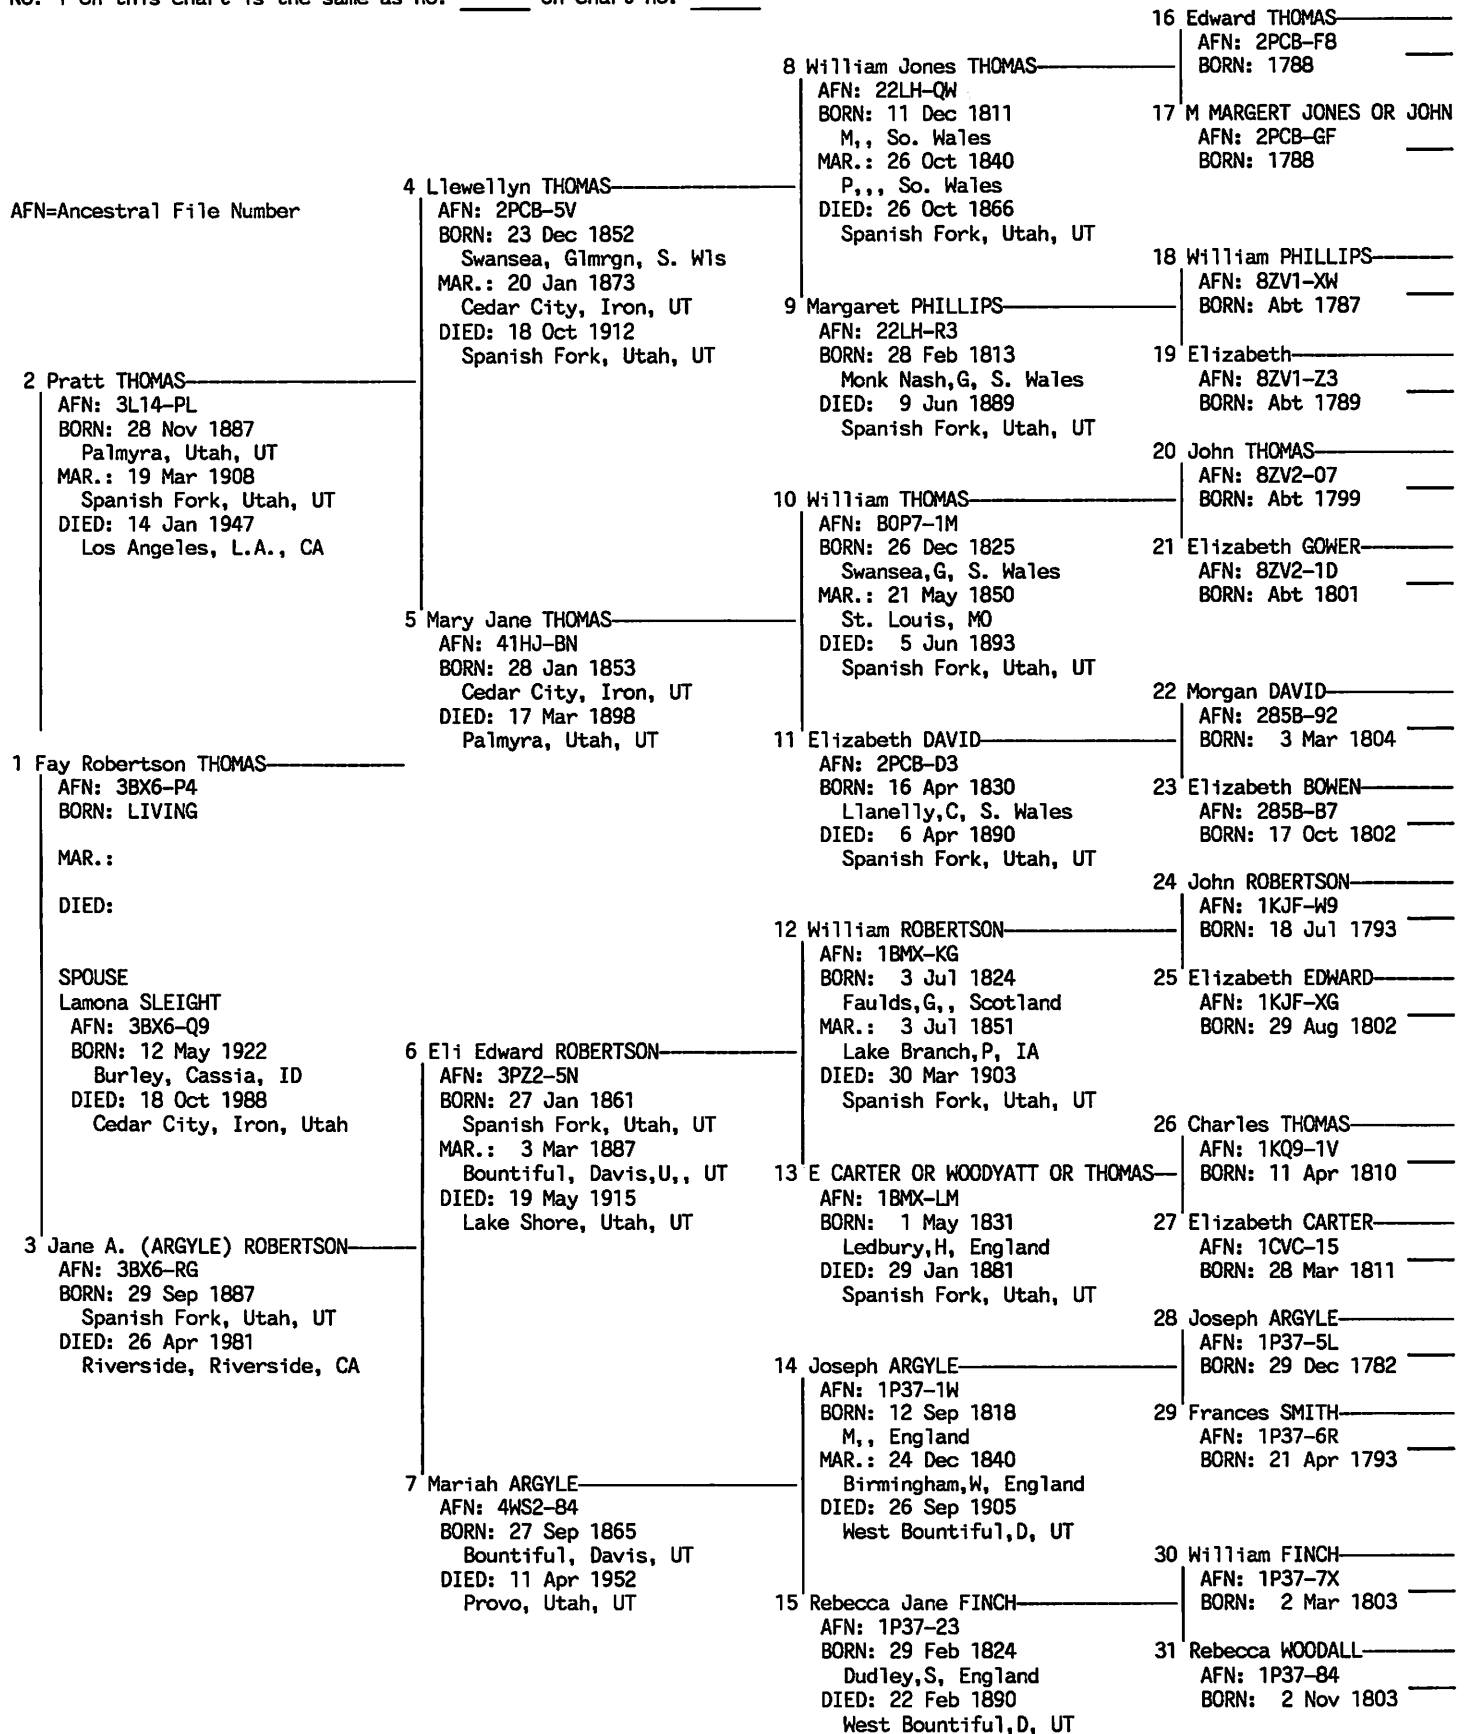 16 Edward THOMAS
AFN: 2PCB-F8
BORN: 1788
8 William Jones THOMAS
AFN: 22LH-QW
BORN: 11 Dec 1811
M,, So. Wales
MAR.: 26 Oct 1840
P,,, So. Wales
DIED: 26 Oct 1866
Spanish Fork, Utah, UT
17 M MARGERT JONES OR JOHN
AFN: 2PCB-GF
BORN: 1788
4 Llewellyn THOMAS
AFN: 2PCB-5V
BORN: 23 Dec 1852
Swansea, Glmrgn, S. Wls
MAR.: 20 Jan 1873
Cedar City, Iron, UT
DIED: 18 Oct 1912
Spanish Fork, Utah, UT
AFN=Ancestral File Number
18 William PHILLIPS
AFN: 8ZV1-XW
BORN: Abt 1787
9 Margaret PHILLIPS
AFN: 22LH-R3
BORN: 28 Feb 1813
Monk Nash,G, S. Wales
DIED: 9 Jun 1889
Spanish Fork, Utah, UT
19 Elizabeth
AFN: 8ZV1-Z3
BORN: Abt 1789
2 Pratt THOMAS
AFN: 3L14-PL
BORN: 28 Nov 1887
Palmyra, Utah, UT
MAR.: 19 Mar 1908
Spanish Fork, Utah, UT
DIED: 14 Jan 1947
Los Angeles, L.A., CA
20 John THOMAS
AFN: 8ZV2-07
BORN: Abt 1799
10 William THOMAS
AFN: B0P7-1M
BORN: 26 Dec 1825
Swansea,G, S. Wales
MAR.: 21 May 1850
St. Louis, MO
DIED: 5 Jun 1893
Spanish Fork, Utah, UT
21 Elizabeth GOWER
AFN: 8ZV2-1D
BORN: Abt 1801
5 Mary Jane THOMAS
AFN: 41HJ-BN
BORN: 28 Jan 1853
Cedar City, Iron, UT
DIED: 17 Mar 1898
Palmyra, Utah, UT
22 Morgan DAVID
AFN: 285B-92
BORN: 3 Mar 1804
11 Elizabeth DAVID
AFN: 2PCB-D3
BORN: 16 Apr 1830
Llanelly,C, S. Wales
DIED: 6 Apr 1890
Spanish Fork, Utah, UT
23 Elizabeth BOWEN
AFN: 285B-B7
BORN: 17 Oct 1802
1 Fay Robertson THOMAS
AFN: 3BX6-P4
BORN: LIVING
MAR.:
DIED:
SPOUSE
Lamona SLEIGHT
AFN: 3BX6-Q9
BORN: 12 May 1922
Burley, Cassia, ID
DIED: 18 Oct 1988
Cedar City, Iron, Utah
24 John ROBERTSON
AFN: 1KJF-W9
BORN: 18 Jul 1793
12 William ROBERTSON
AFN: 1BMX-KG
BORN: 3 Jul 1824
Faulds,G,, Scotland
MAR.: 3 Jul 1851
Lake Branch,P, IA
DIED: 30 Mar 1903
Spanish Fork, Utah, UT
25 Elizabeth EDWARD
AFN: 1KJF-XG
BORN: 29 Aug 1802
6 Eli Edward ROBERTSON
AFN: 3PZ2-5N
BORN: 27 Jan 1861
Spanish Fork, Utah, UT
MAR.: 3 Mar 1887
Bountiful, Davis,U,, UT
DIED: 19 May 1915
Lake Shore, Utah, UT
26 Charles THOMAS
AFN: 1KQ9-1V
BORN: 11 Apr 1810
13 E CARTER OR WOODYATT OR THOMAS
AFN: 1BMX-LM
BORN: 1 May 1831
Ledbury,H, England
DIED: 29 Jan 1881
Spanish Fork, Utah, UT
27 Elizabeth CARTER
AFN: 1CVC-15
BORN: 28 Mar 1811
3 Jane A. (ARGYLE) ROBERTSON
AFN: 3BX6-RG
BORN: 29 Sep 1887
Spanish Fork, Utah, UT
DIED: 26 Apr 1981
Riverside, Riverside, CA
28 Joseph ARGYLE
AFN: 1P37-5L
BORN: 29 Dec 1782
14 Joseph ARGYLE
AFN: 1P37-1W
BORN: 12 Sep 1818
M,, England
MAR.: 24 Dec 1840
Birmingham,W, England
DIED: 26 Sep 1905
West Bountiful,D, UT
29 Frances SMITH
AFN: 1P37-6R
BORN: 21 Apr 1793
7 Mariah ARGYLE
AFN: 4WS2-84
BORN: 27 Sep 1865
Bountiful, Davis, UT
DIED: 11 Apr 1952
Provo, Utah, UT
30 William FINCH
AFN: 1P37-7X
BORN: 2 Mar 1803
15 Rebecca Jane FINCH
AFN: 1P37-23
BORN: 29 Feb 1824
Dudley,S, England
DIED: 22 Feb 1890
West Bountiful,D, UT
31 Rebecca WOODALL
AFN: 1P37-84
BORN: 2 Nov 1803